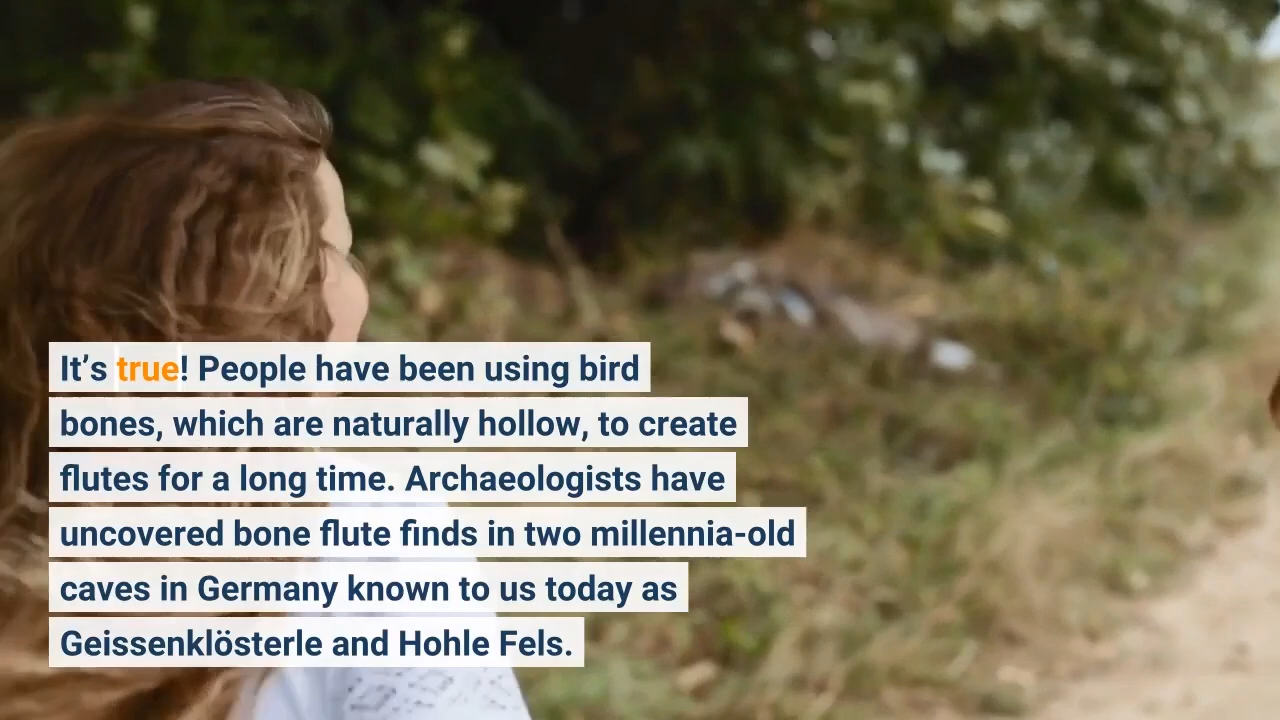 It’s true! People have been using bird
bones, which are naturally hollow, to create
flutes for a long time. Archaeologists have
uncovered bone flute finds in two millennia-old
caves in Germany known to us today as
Geissenklösterle and Hohle Fels.